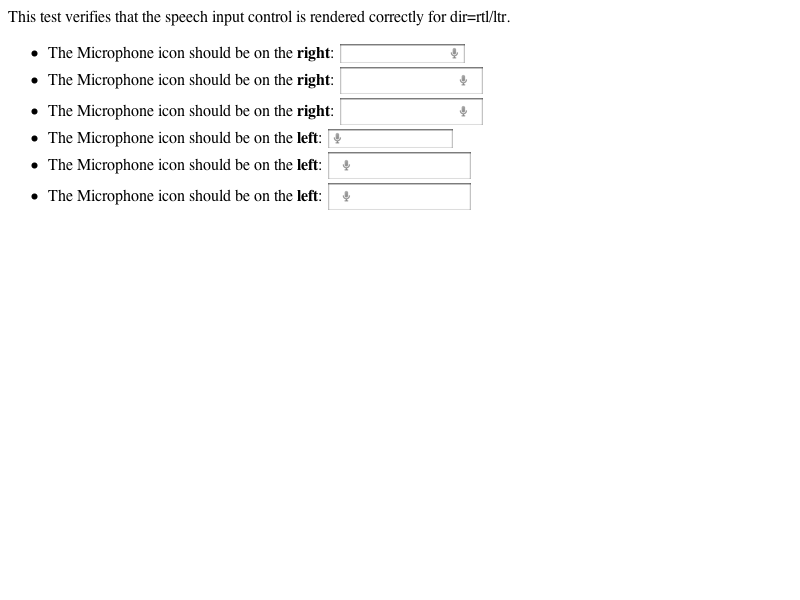 This test verifies that the speech input control is rendered correctly for dir=rtl/ltr.
The Microphone icon should be on the right:
The Microphone icon should be on the right:
The Microphone icon should be on the right:
The Microphone icon should be on the left:
The Microphone icon should be on the left:
The Microphone icon should be on the left: